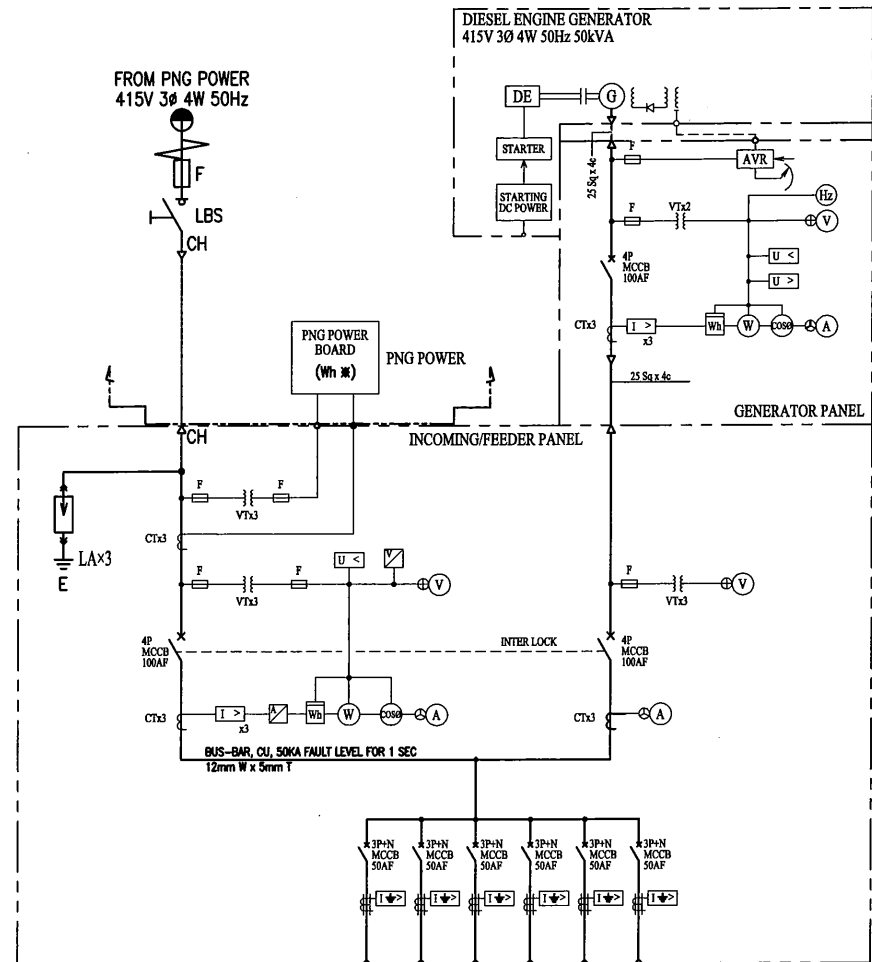 DIESEL ENGINE GENERATOR
415V 3Ø 4W 50Hz 50kVA
FROM PNG POWER
415V 3ø 4W 50Hz
F
LBS
CH
DE
G
STARTER
STARTING
DC POWER
25 Sq x 4c
F
AVR
Hz
F
VTx2
V
4P
MCCB
100AF
U <
U >
CTx3
I >
x3
Wh
W
COSØ
A
25 Sq x 4c
GENERATOR PANEL
PNG POWER
BOARD
(Wh ※)
PNG POWER
CH
INCOMING/FEEDER PANEL
F
VTx3
F
LA×3
E
CTx3
U <
V
F
VTx3
F
V
F
VTx3
V
4P
MCCB
100AF
INTER LOCK
4P
MCCB
100AF
CTx3
I >
x3
A
Wh
W
COSØ
A
CTx3
A
BUS-BAR, CU, 50KA FAULT LEVEL FOR 1 SEC
12mm W x 5mm T
3P+N
MCCB
50AF
3P+N
MCCB
50AF
3P+N
MCCB
50AF
3P+N
MCCB
50AF
3P+N
MCCB
50AF
3P+N
MCCB
50AF
I ⏚>
I ⏚>
I ⏚>
I ⏚>
I ⏚>
I ⏚>